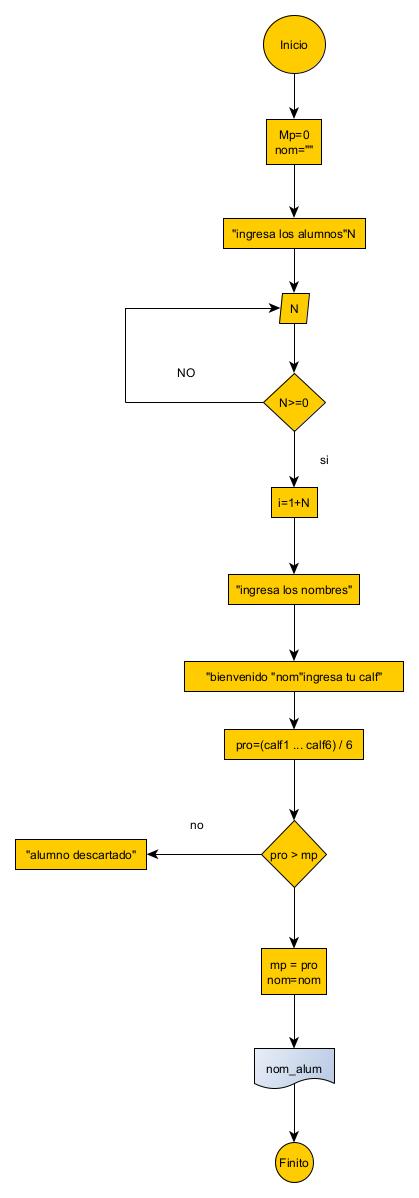 Inicio
Mp=0
nom=""
"ingresa los alumnos"N
N
NO
N>=0
si
i=1+N
"ingresa los nombres"
"bienvenido "nom"ingresa tu calf"
pro=(calf1 ... calf6) / 6
no
"alumno descartado"
pro > mp
mp = pro
nom=nom
nom_alum
Finito